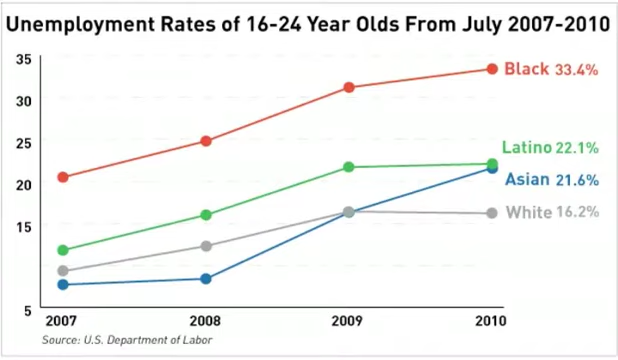 Unemployment Rates of 16-24 Year Olds From July 2007-2010
35
Black 33.4%
30
25
Latino 22.1%
20
Asian 21.6%
White 16.2%
15
5
2007 2008 2009 2010
Source: U.S. Department of Labor